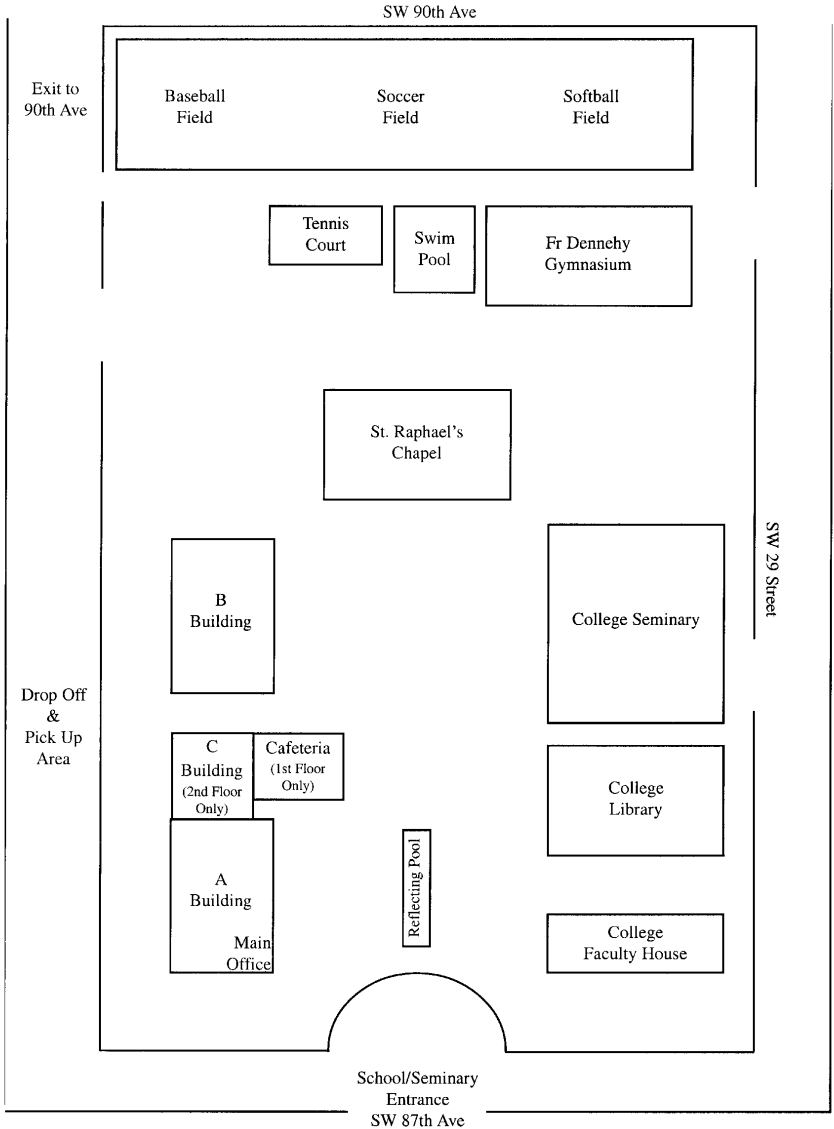 SW 90th Ave
Exit to
90th Ave
Baseball
Field
Soccer
Field
Softball
Field
Tennis
Court
Swim
Pool
Fr Dennehy
Gymnasium
St. Raphael's
Chapel
SW 29 Street
B
Building
College Seminary
Drop Off
&
Pick Up
Area
C
Building
(2nd Floor
Only)
Cafeteria
(1st Floor
Only)
College
Library
A
Building
Main
Office
Reflecting Pool
College
Faculty House
School/Seminary
Entrance
SW 87th Ave